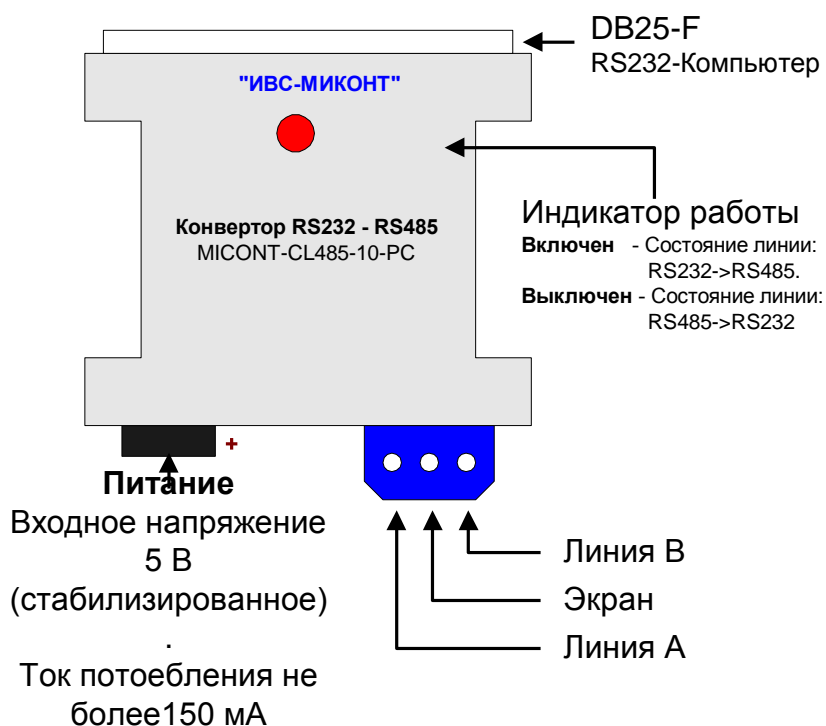 DB25-F
RS232-Компьютер
"ИВС-МИКОНТ"
Конвертор RS232 - RS485
MICONT-CL485-10-PC
Индикатор работы
Включен - Состояние линии:
RS232->RS485.
Выключен - Состояние линии:
RS485->RS232
+
Питание
Входное напряжение
5 В
(стабилизированное)
.
Ток потоебления не
более150 мА
Линия В
Экран
Линия А